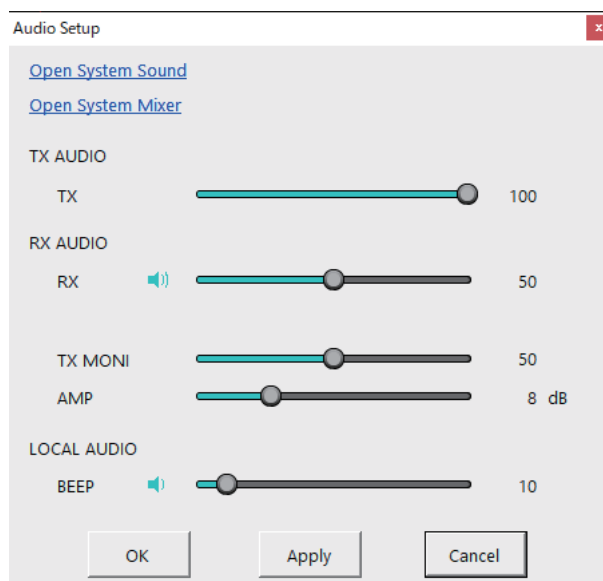 Audio Setup
x
Open System Sound
Open System Mixer
TX AUDIO
TX 100
RX AUDIO
RX 50
TX MONI 50
AMP 8 dB
LOCAL AUDIO
BEEP 10
OK Apply Cancel